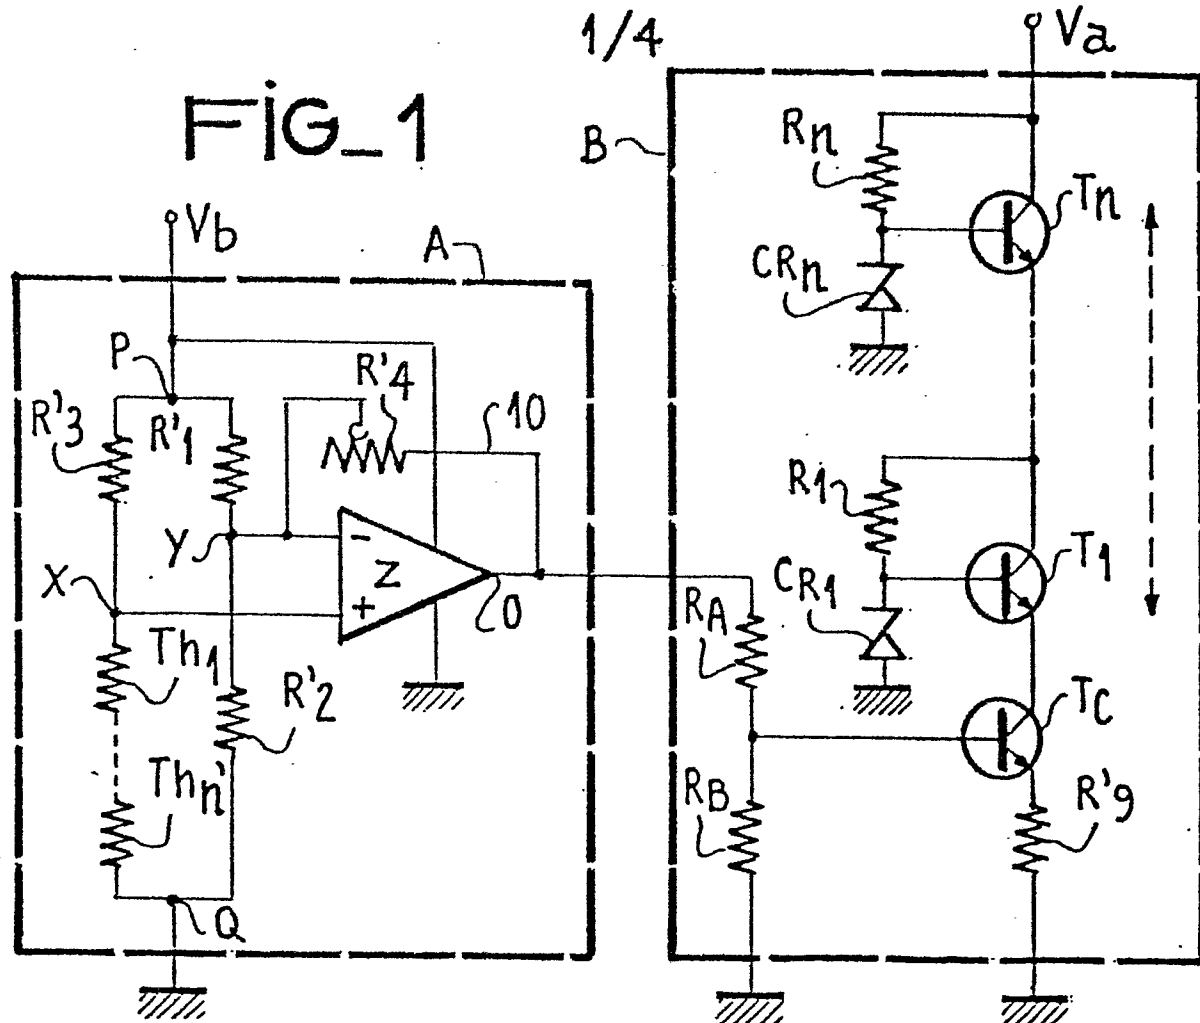 1/4
FIG_1
Va
B
Rn
Tn
CRn
Vb
A
P
R'4
10
R'3
R'1
Y
X
-
Z
+
O
Th1
R'2
Thn'
Q
R1
T1
CR1
RA
Tc
RB
R'9